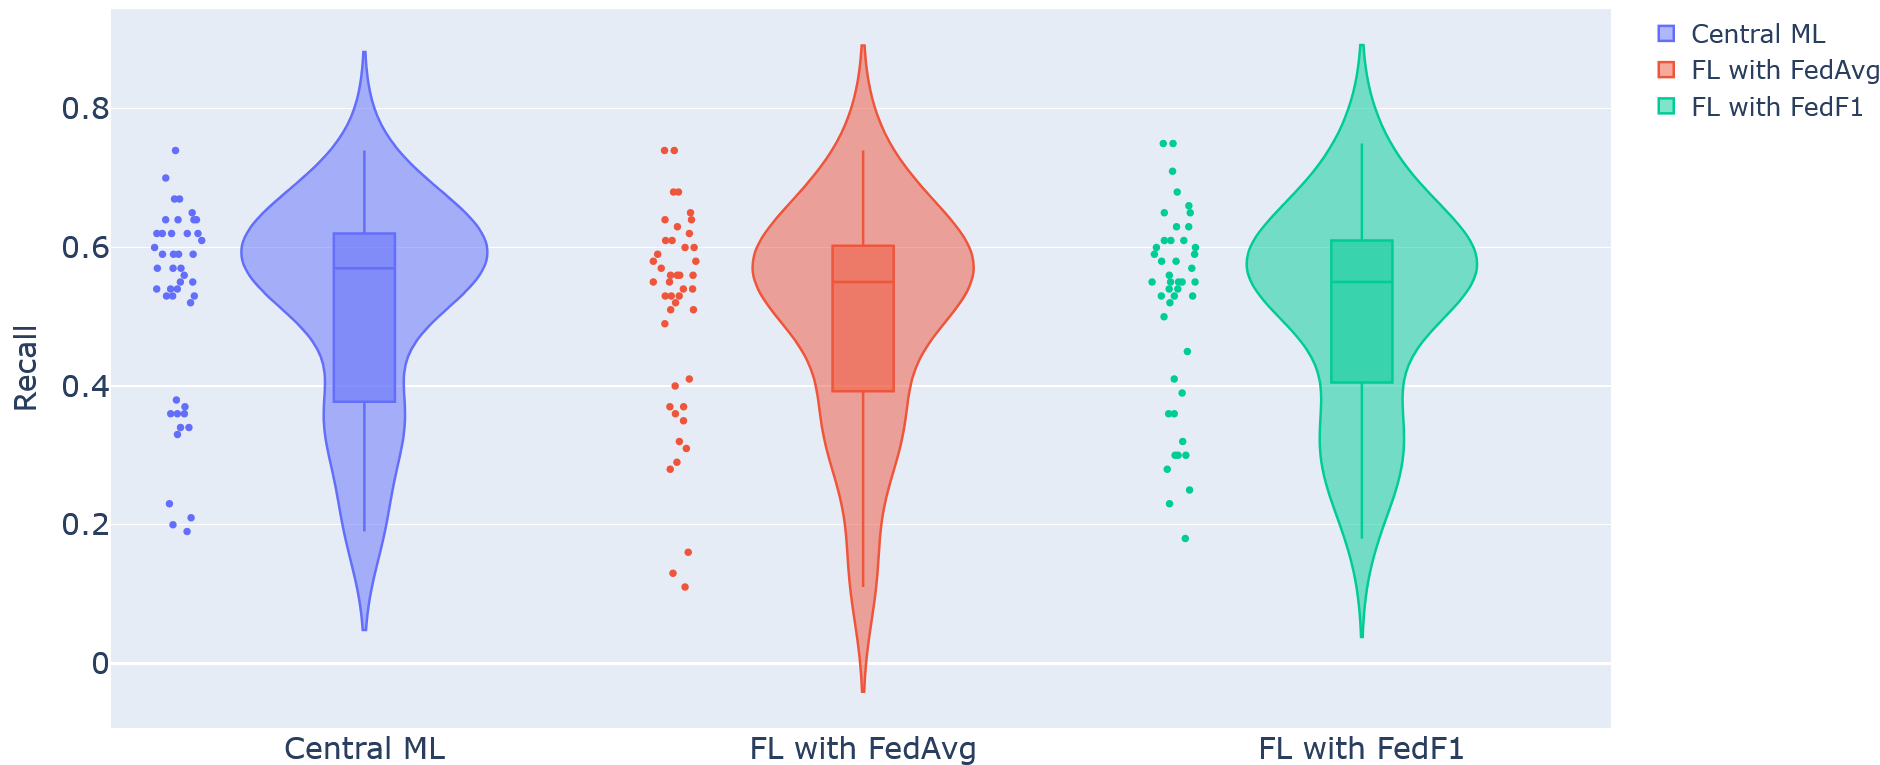 Central ML
FL with FedAvg
FL with FedF1
Recall
0.8
0.6
0.4
0.2
0
Central ML
FL with FedAvg
FL with FedF1